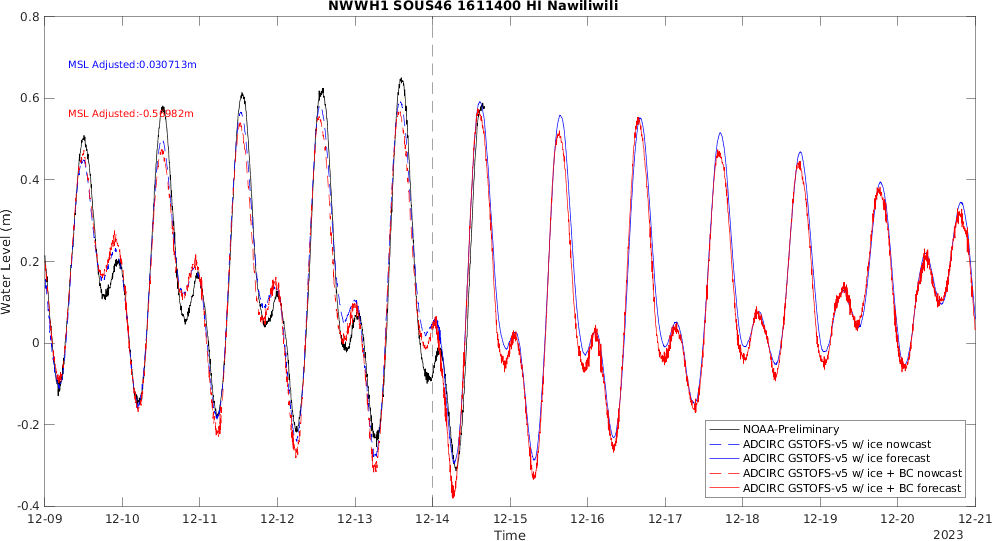 NWWH1 SOUS46 1611400 HI Nawiliwili
0.8
0.6
0.4
0.2
0
-0.2
-0.4
Water Level (m)
MSL Adjusted:0.030713m
MSL
NOAA-Preliminary
ADCIRC GSTOFS-v5 w/ ice nowcast
ADCIRC GSTOFS-v5 w/ ice forecast
ADCIRC GSTOFS-v5 w/ ice + BC nowcast
ADCIRC GSTOFS-v5 w/ ice + BC forecast
12-09 12-10 12-11 12-12 12-13 12-14 12-15 12-16 12-17 12-18 12-19 12-20 12-21
Time
2023